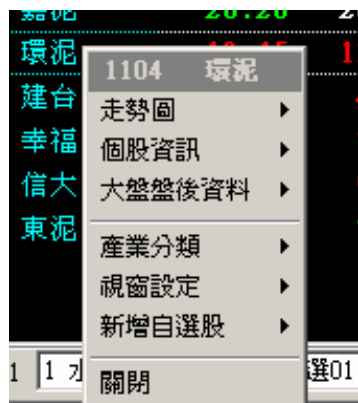 環泥
1104 環泥
建台
走勢圖
幸福
個股資訊
信大
大盤盤後資料
東泥
產業分類
視窗設定
新增自選股
1 1 水
選01
關閉